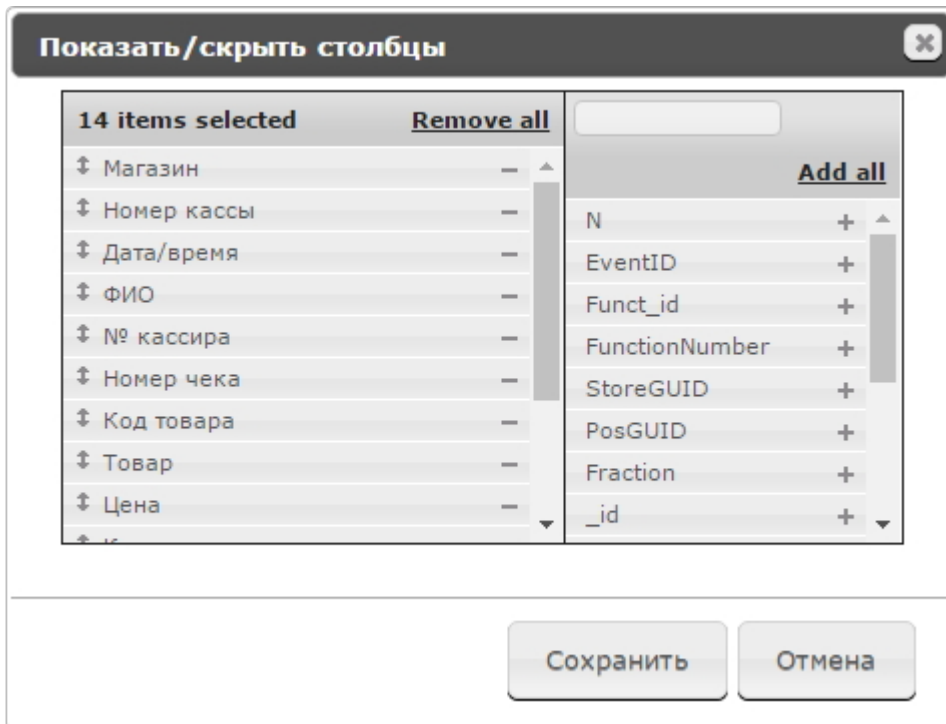 Показать/скрыть столбцы
14 items selected
Remove all
Магазин
Номер кассы
Дата/время
ФИО
№ кассира
Номер чека
Код товара
Товар
Цена
Add all
N
EventID
Funct_id
FunctionNumber
StoreGUID
PosGUID
Fraction
_id
Сохранить
Отмена